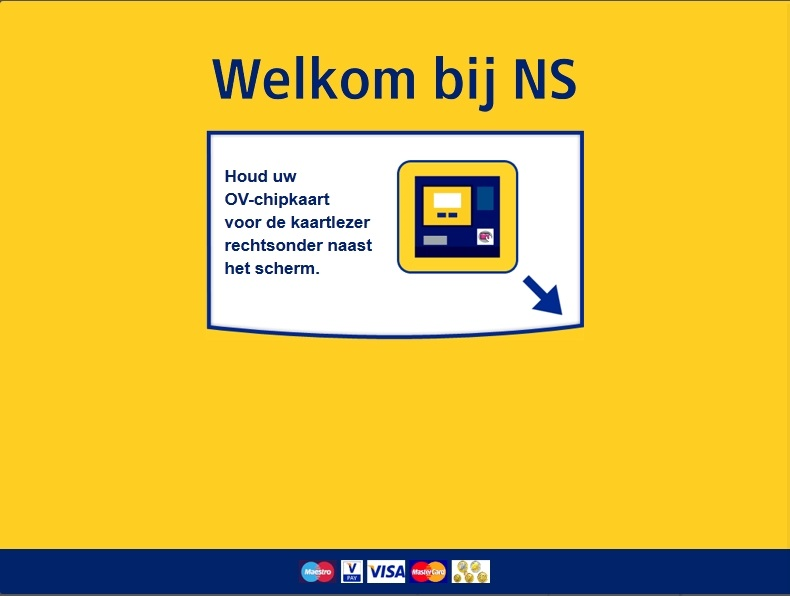 Welkom bij NS
Houd uw
OV-chipkaart
voor de kaartlezer
rechtsonder naast
het scherm.
Maestro
V
PAY
VISA
MasterCard